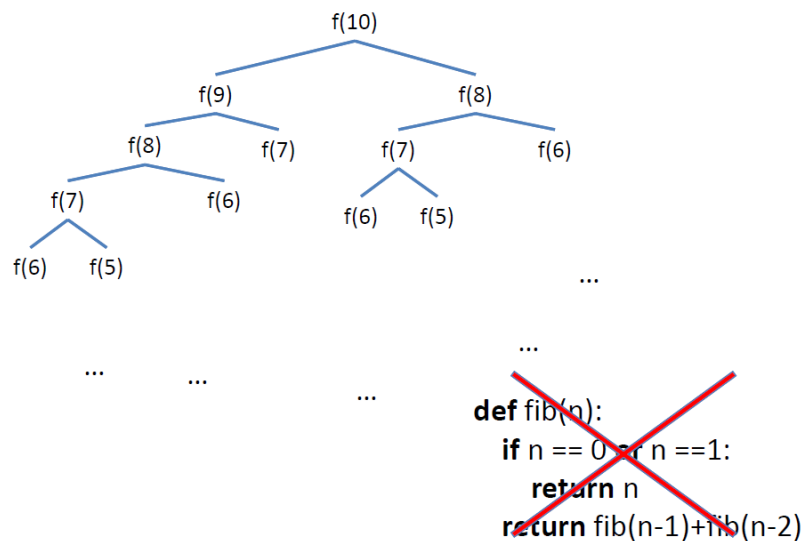 f(10)
f(9) f(8)
f(8) f(7) f(7) f(6)
f(7) f(6) f(6) f(5)
f(6) f(5)
...
...
... ... ...
def fib(n):
if n == 0 or n ==1:
return n
return fib(n-1)+fib(n-2)